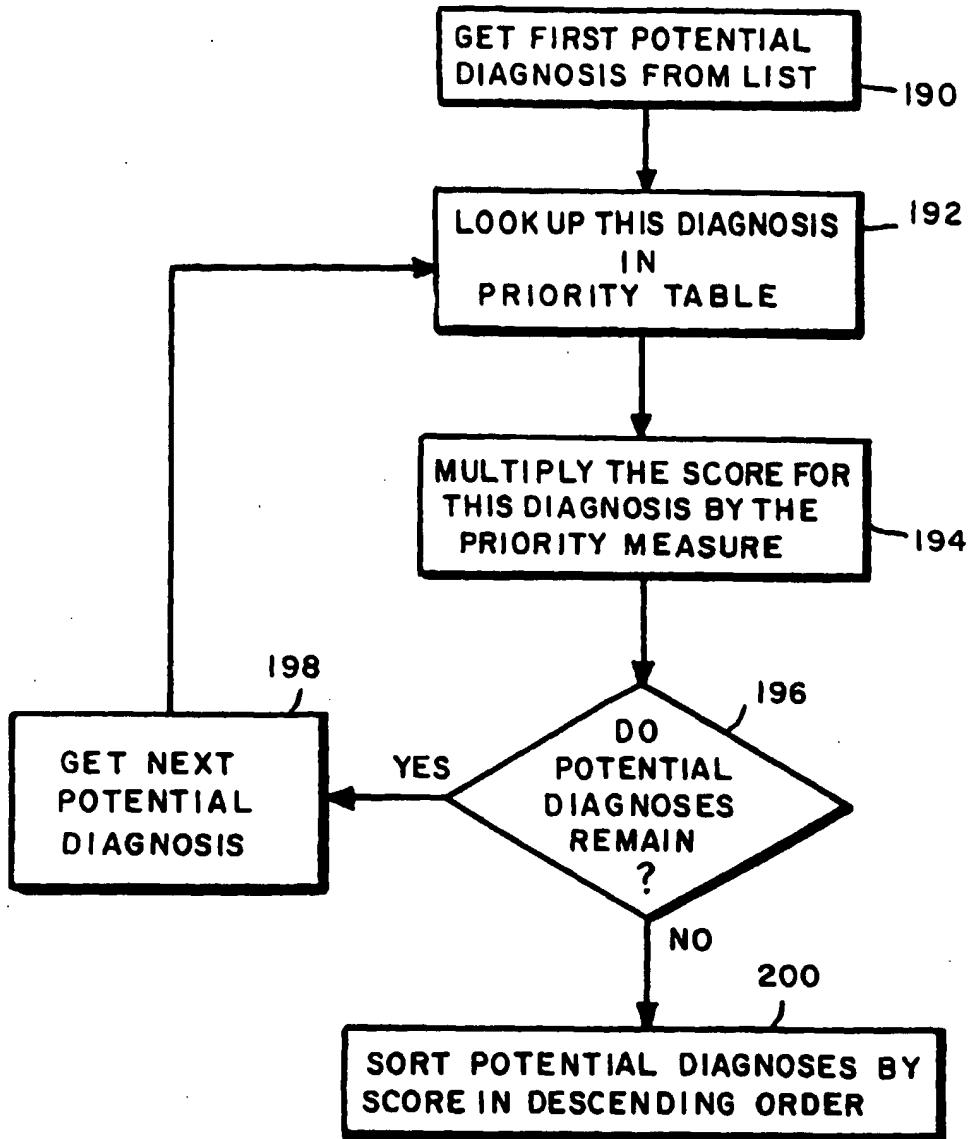 GET FIRST POTENTIAL
DIAGNOSIS FROM LIST
190
LOOK UP THIS DIAGNOSIS
IN
PRIORITY TABLE
192
MULTIPLY THE SCORE FOR
THIS DIAGNOSIS BY THE
PRIORITY MEASURE
194
198
GET NEXT
POTENTIAL
DIAGNOSIS
YES
196
DO
POTENTIAL
DIAGNOSES
REMAIN
?
NO
200
SORT POTENTIAL DIAGNOSES BY
SCORE IN DESCENDING ORDER